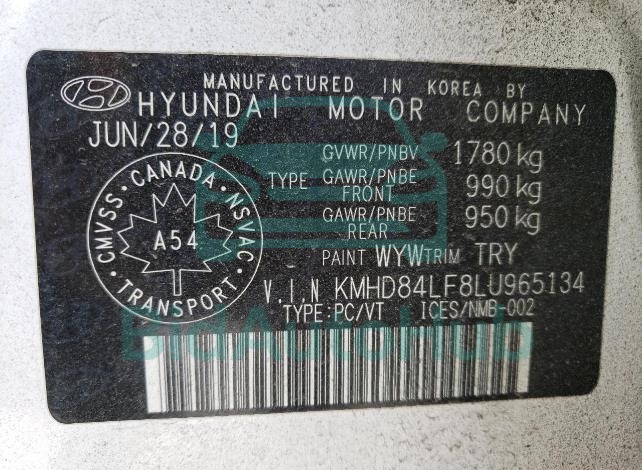 MANUFACTURED IN KOREA BY
HYUNDAI MOTOR COMPANY
JUN/28/19
GVWR/PNBV 1780 kg
TYPE GAWR/PNBE FRONT 990 kg
GAWR/PNBE REAR 950 kg
PAINT WYW TRIM TRY
CMVSS · CANADA · NSVAC · TRANSPORT ·
A54
V.I.N KMHD84LF8LU965134
TYPE:PC/VT ICES/NMB-002
BidAutoHub